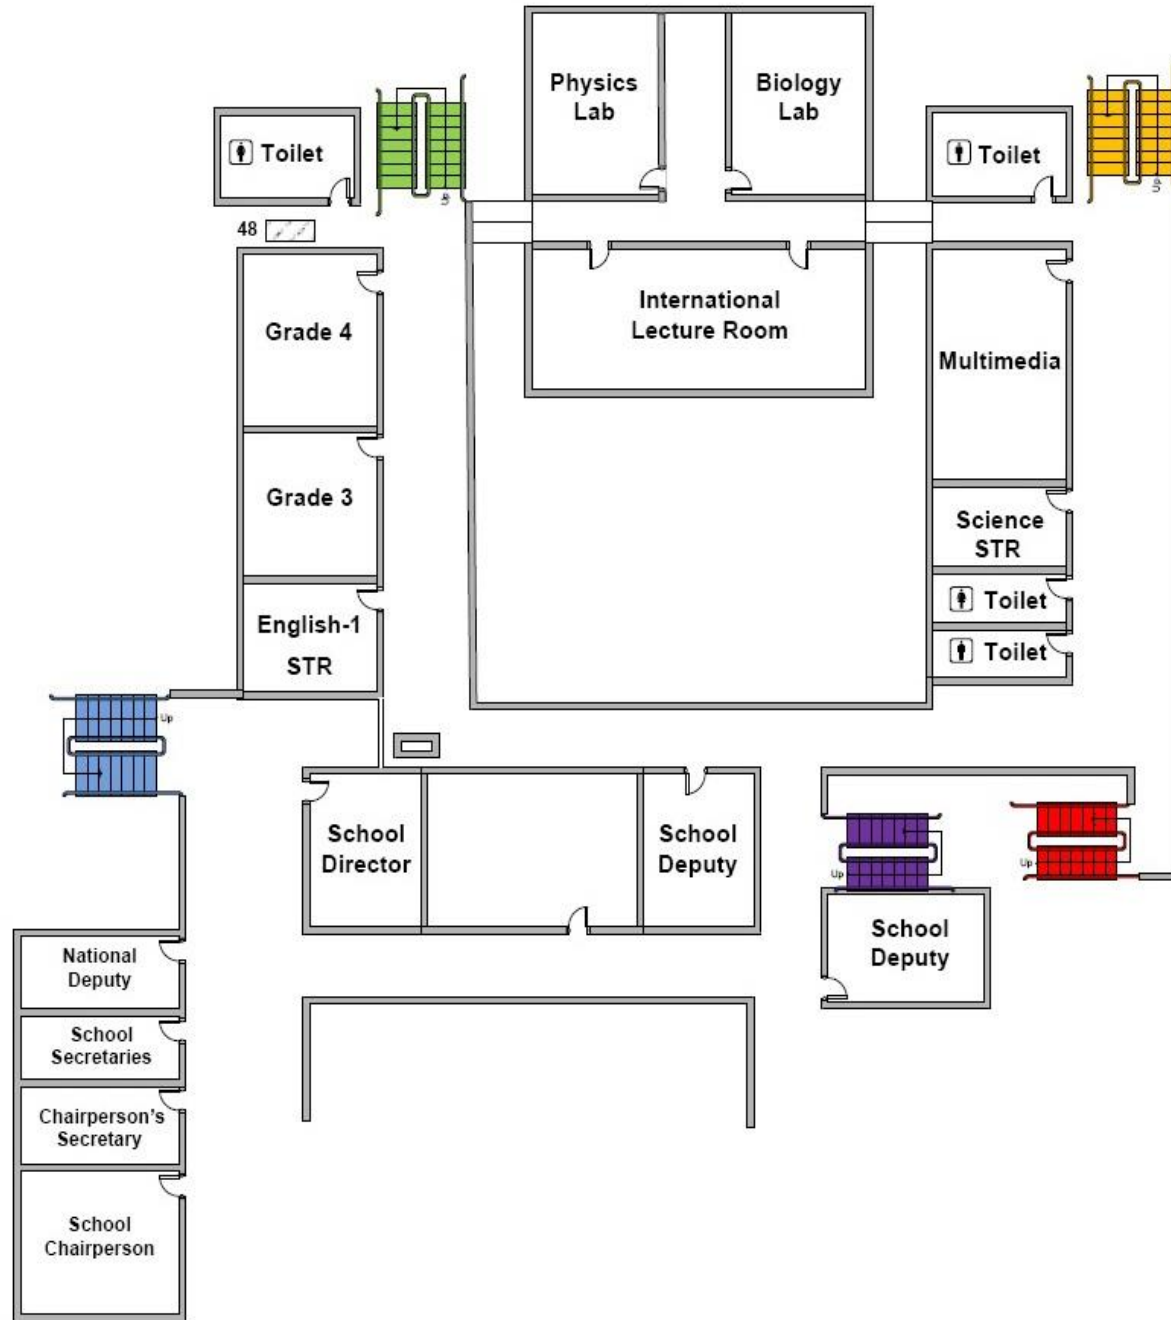 Physics
Lab
Biology
Lab
Toilet
Up
Toilet
Up
48
International
Lecture Room
Grade 4
Multimedia
Grade 3
Science
STR
English-1
STR
Toilet
Toilet
Up
School
Director
School
Deputy
Up
Up
School
Deputy
National
Deputy
School
Secretaries
Chairperson's
Secretary
School
Chairperson